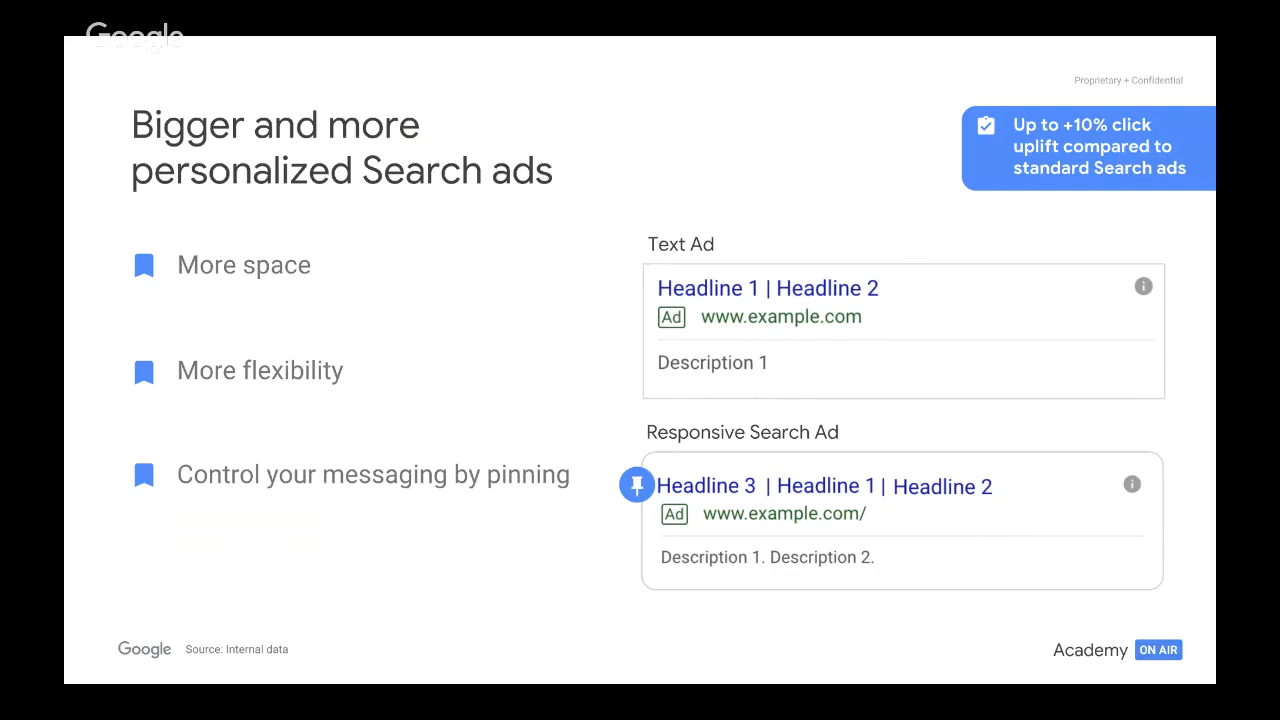 Google
Proprietary + Confidential
Bigger and more
personalized Search ads
Up to +10% click
uplift compared to
standard Search ads
More space
More flexibility
Control your messaging by pinning
Text Ad
Headline 1 | Headline 2
Ad www.example.com
Description 1
Responsive Search Ad
Headline 3 | Headline 1 | Headline 2
Ad www.example.com/
Description 1. Description 2.
Google Source: Internal data
Academy ON AIR